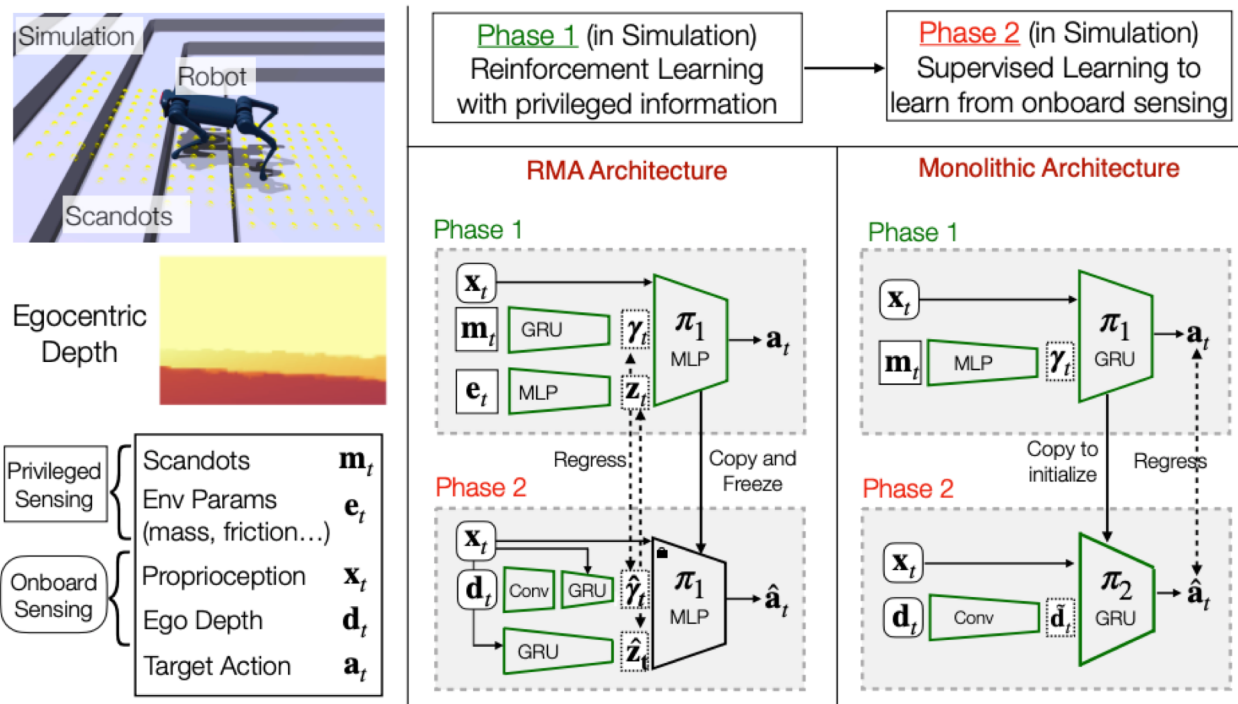 Simulation
Robot
Scandots
Egocentric
Depth
Privileged
Sensing
Onboard
Sensing
Scandots m_t
Env Params e_t
(mass, friction…)
Proprioception x_t
Ego Depth d_t
Target Action a_t
Phase 1 (in Simulation)
Reinforcement Learning
with privileged information
Phase 2 (in Simulation)
Supervised Learning to
learn from onboard sensing
RMA Architecture
Phase 1
x_t
m_t
GRU
γ_t
e_t
MLP
z_t
π_1
MLP
a_t
Regress
Copy and
Freeze
Phase 2
x_t
d_t
Conv
GRU
γ̂_t
GRU
ẑ_t
π_1
MLP
â_t
Monolithic Architecture
Phase 1
x_t
m_t
MLP
γ_t
π_1
GRU
a_t
Copy to
initialize
Regress
Phase 2
x_t
d_t
Conv
d̃_t
π_2
GRU
â_t